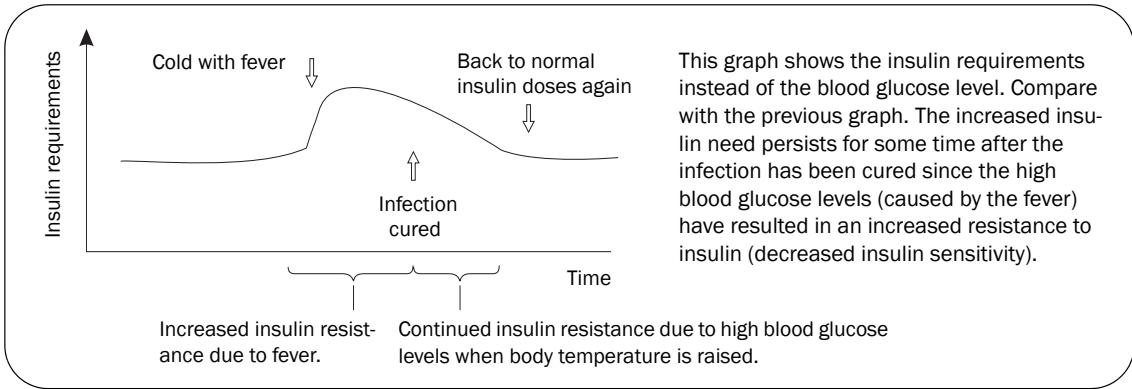 Insulin requirements
Cold with fever
Back to normal
insulin doses again
Infection
cured
Time
Increased insulin resist-
ance due to fever.
Continued insulin resistance due to high blood glucose
levels when body temperature is raised.
This graph shows the insulin requirements
instead of the blood glucose level. Compare
with the previous graph. The increased insu-
lin need persists for some time after the
infection has been cured since the high
blood glucose levels (caused by the fever)
have resulted in an increased resistance to
insulin (decreased insulin sensitivity).